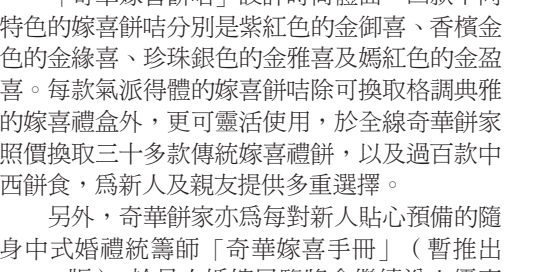 特色的嫁喜餅咭分別是紫紅色的金御喜、香檳金
色的金緣喜、珍珠銀色的金雅喜及嫣紅色的金盈
喜。每款氣派得體的嫁喜餅咭除可換取格調典雅
的嫁喜禮盒外，更可靈活使用，於全線奇華餅家
照價換取三十多款傳統嫁喜禮餅，以及過百款中
西餅食，為新人及親友提供多重選擇。
另外，奇華餅家亦為每對新人貼心預備的隨
身中式婚禮統籌師「奇華嫁喜手冊」（暫推出